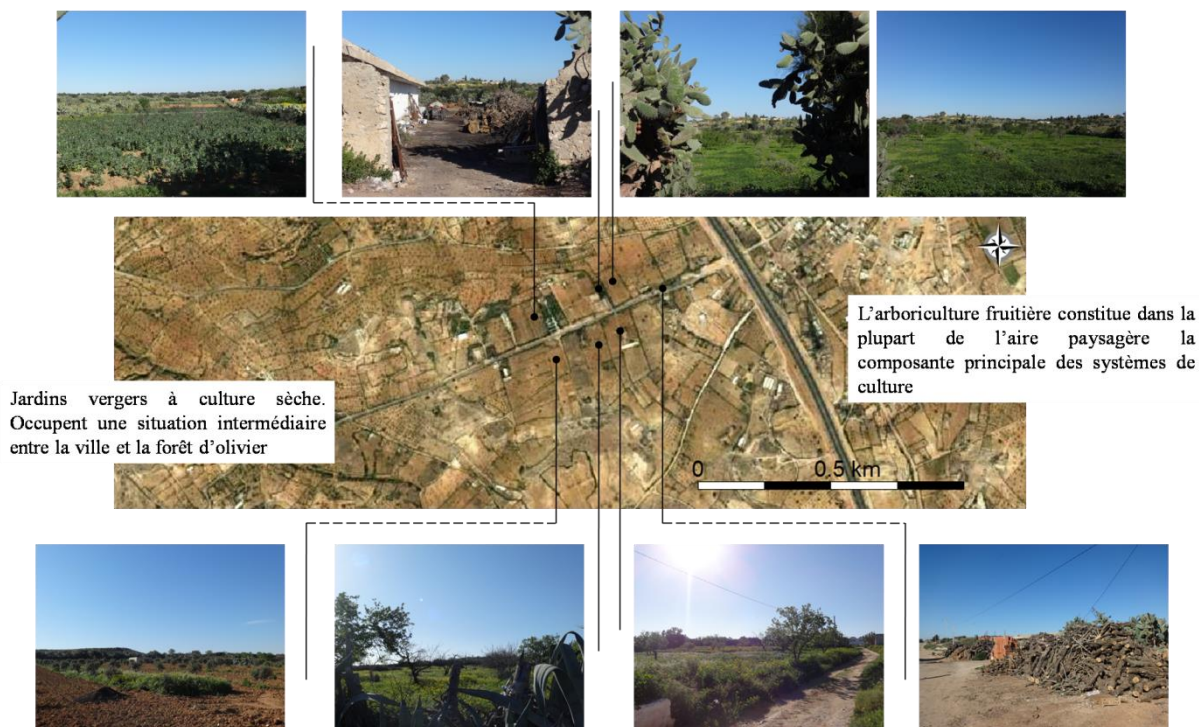 L'arboriculture fruitière constitue dans la
plupart de l'aire paysagère la
composante principale des systèmes de
culture
Jardins vergers à culture sèche.
Occupent une situation intermédiaire
entre la ville et la forêt d'olivier
0 0.5 km